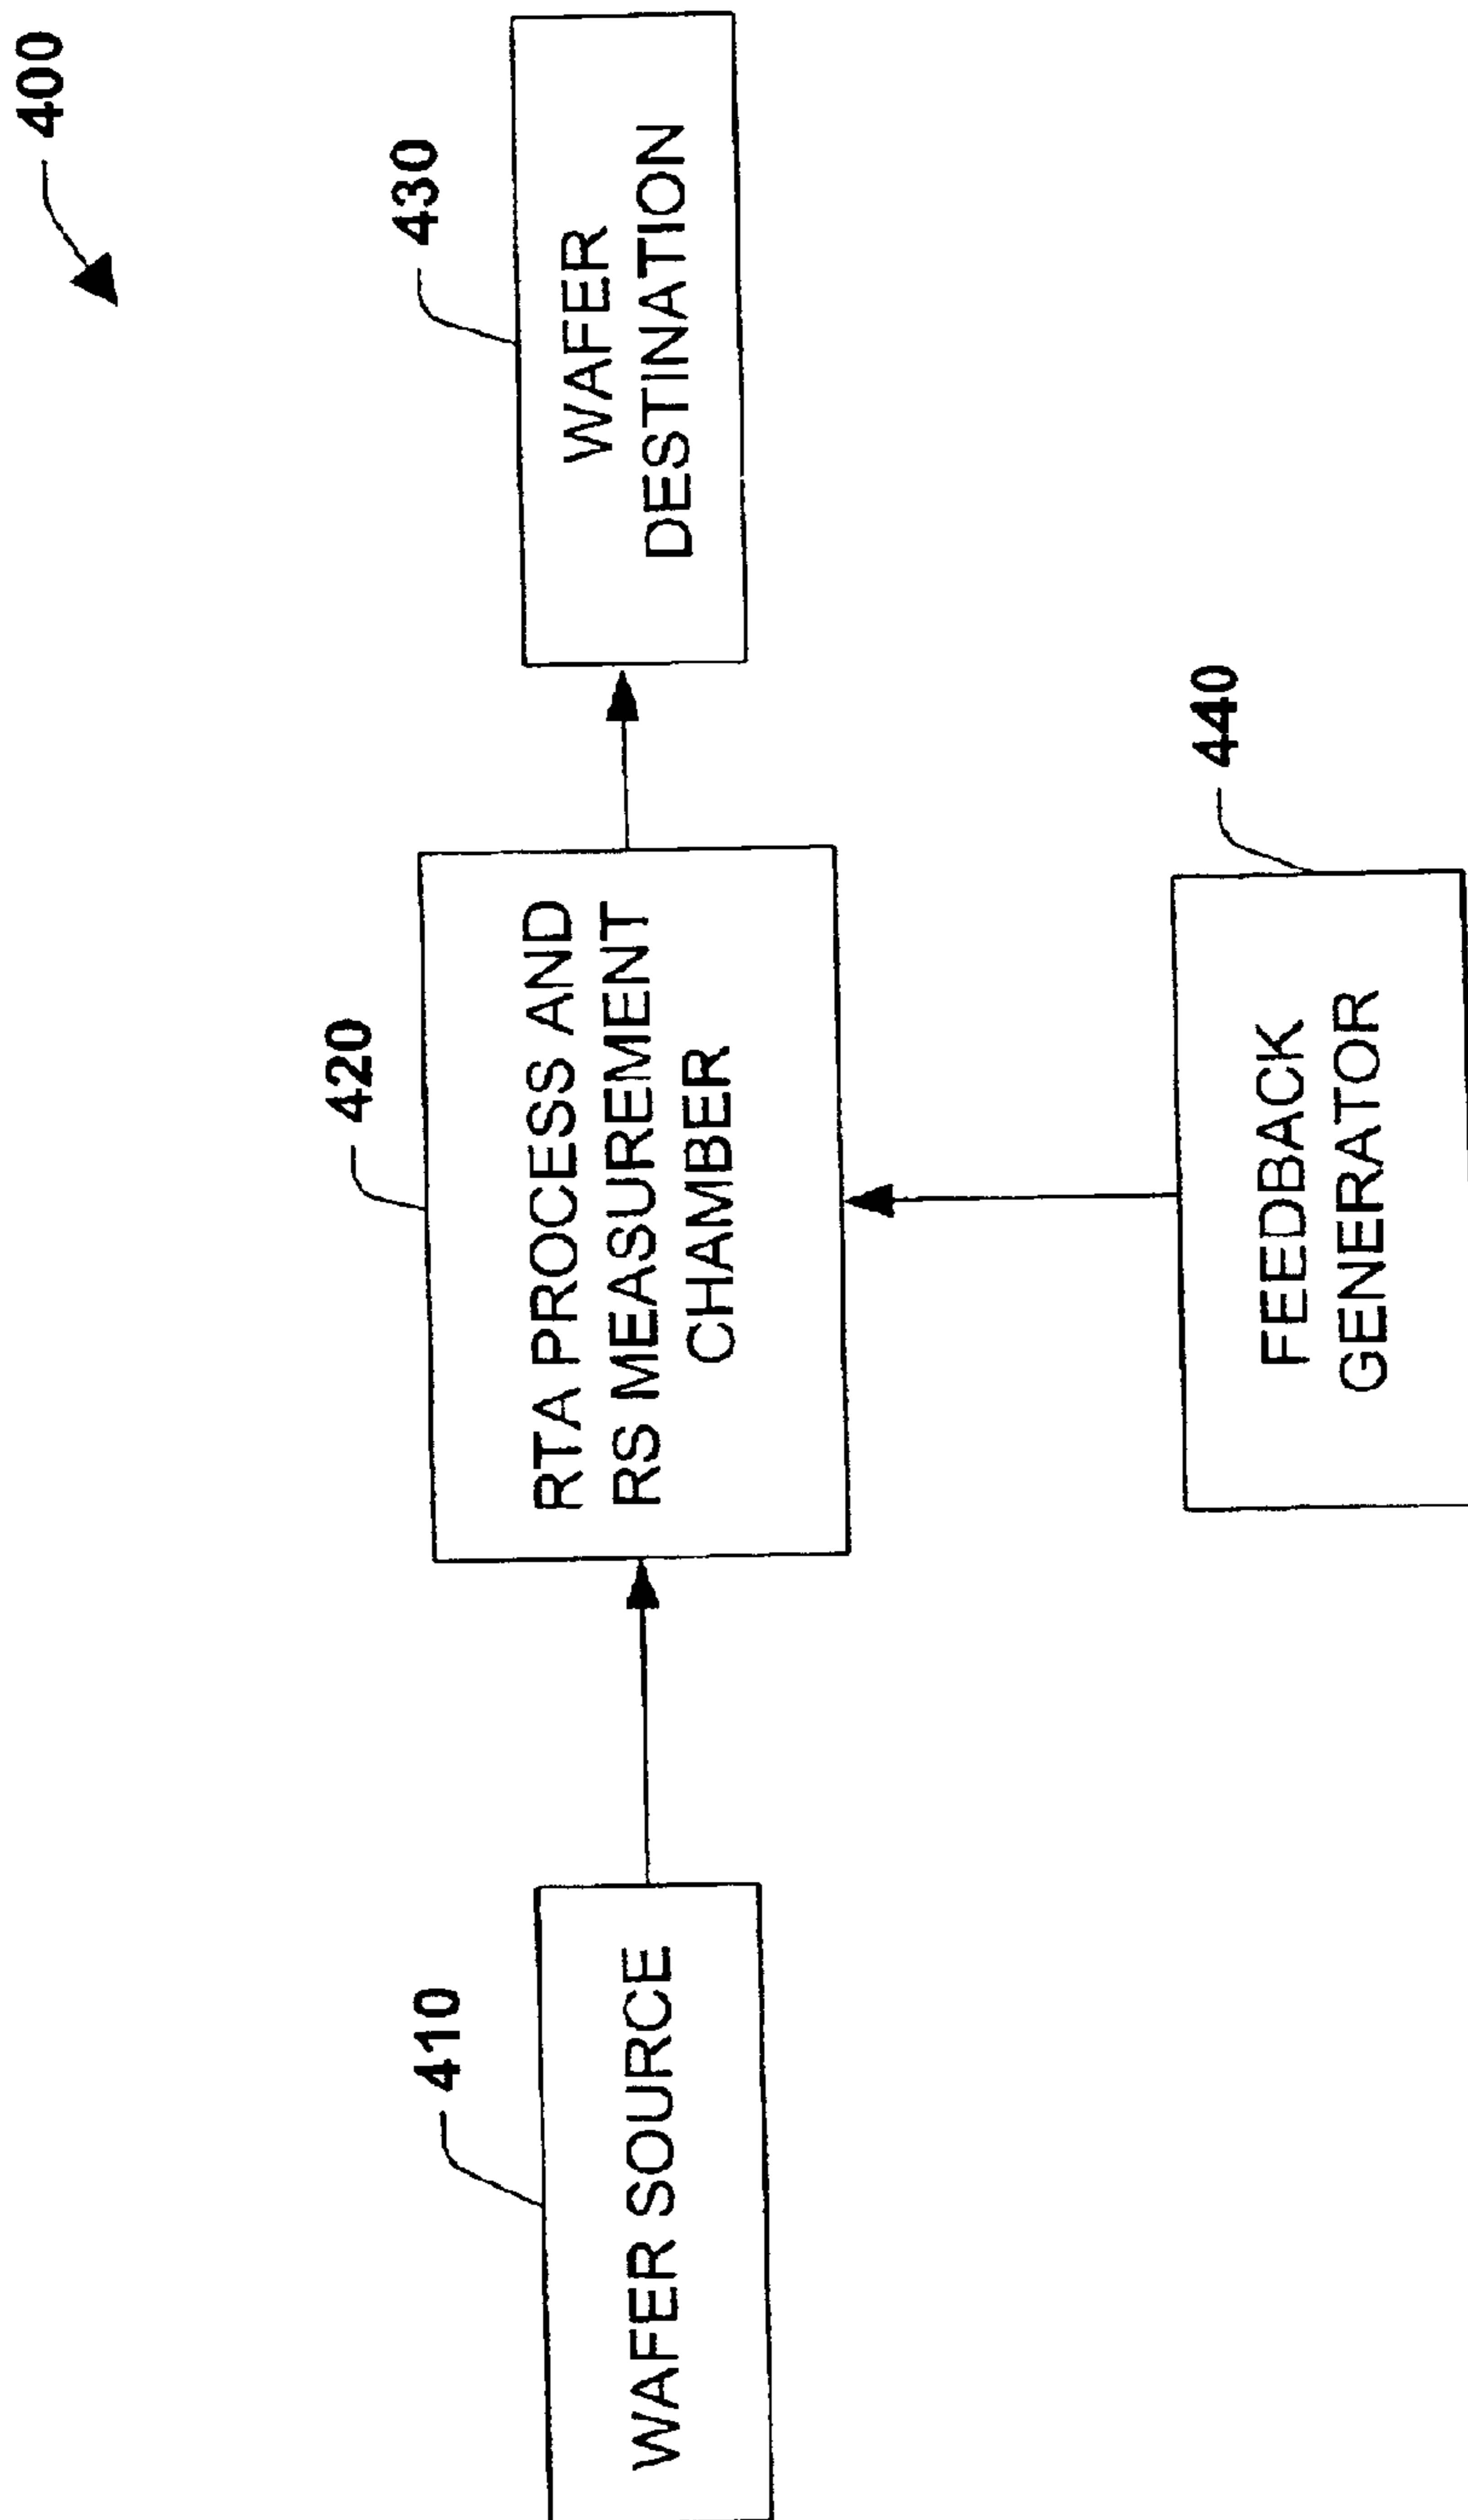 400
410
WAFER SOURCE
420
RTA PROCESS AND
RS MEASUREMENT
CHAMBER
430
WAFER
DESTINATION
440
FEEDBACK
GENERATOR